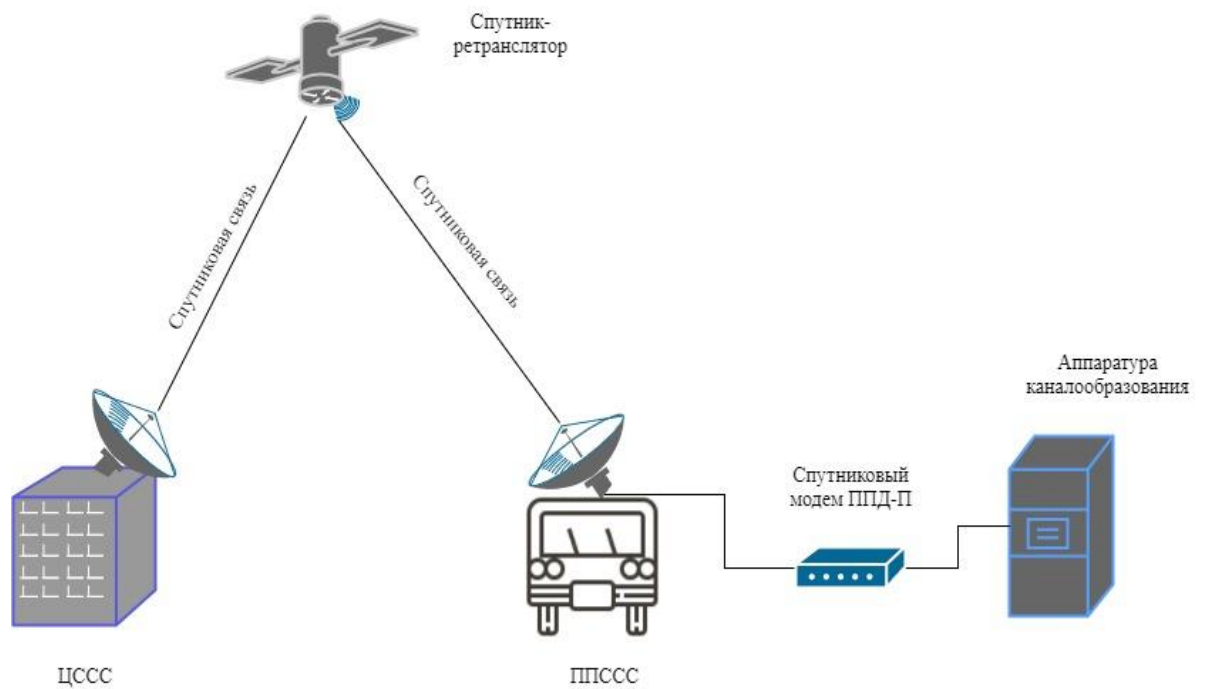 Спутник-
ретранслятор
Спутниковая связь
Спутниковая связь
Аппаратура
каналообразования
Спутниковый
модем ППД-П
ЦССС
ППССС